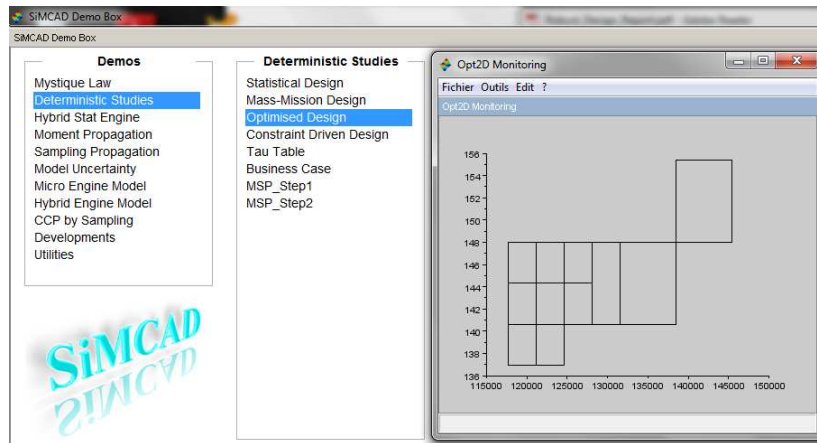 SiMCAD Demo Box
SiMCAD Demo Box
Demos
Mystique Law
Deterministic Studies
Hybrid Stat Engine
Moment Propagation
Sampling Propagation
Model Uncertainty
Micro Engine Model
Hybrid Engine Model
CCP by Sampling
Developments
Utilities
SiMCAD
Deterministic Studies
Statistical Design
Mass-Mission Design
Optimised Design
Constraint Driven Design
Tau Table
Business Case
MSP_Step1
MSP_Step2
Opt2D Monitoring
Fichier Outils Edit ?
Opt2D Monitoring
156
154
152
150
148
146
144
142
140
138
136
115000 120000 125000 130000 135000 140000 145000 150000